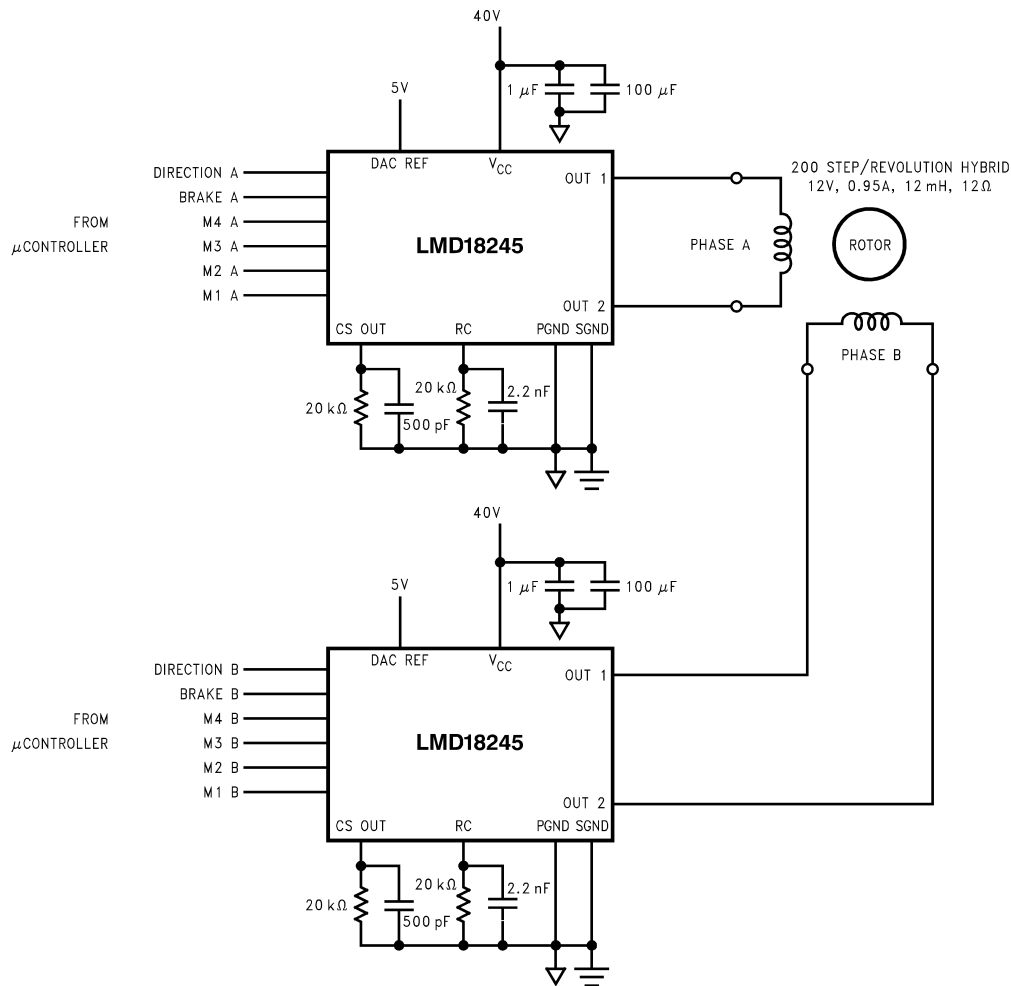 40V
1 μF
100 μF
5V
DAC REF
VCC
DIRECTION A
BRAKE A
M4 A
M3 A
M2 A
M1 A
FROM
μCONTROLLER
LMD18245
OUT 1
OUT 2
200 STEP/REVOLUTION HYBRID
12V, 0.95A, 12 mH, 12Ω
PHASE A
ROTOR
PHASE B
CS OUT
RC
PGND
SGND
20 kΩ
500 pF
20 kΩ
2.2 nF
40V
1 μF
100 μF
5V
DAC REF
VCC
DIRECTION B
BRAKE B
M4 B
M3 B
M2 B
M1 B
FROM
μCONTROLLER
LMD18245
OUT 1
OUT 2
CS OUT
RC
PGND
SGND
20 kΩ
500 pF
20 kΩ
2.2 nF